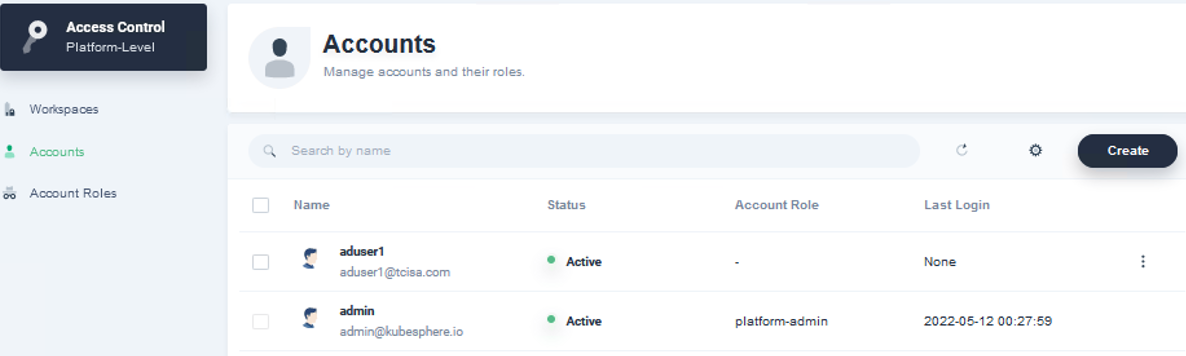 Access Control
Platform-Level
Workspaces
Accounts
Account Roles
Accounts
Manage accounts and their roles.
Search by name
Create
Name Status Account Role Last Login
aduser1
aduser1@tcisa.com
Active - None
admin
admin@kubesphere.io
Active platform-admin 2022-05-12 00:27:59